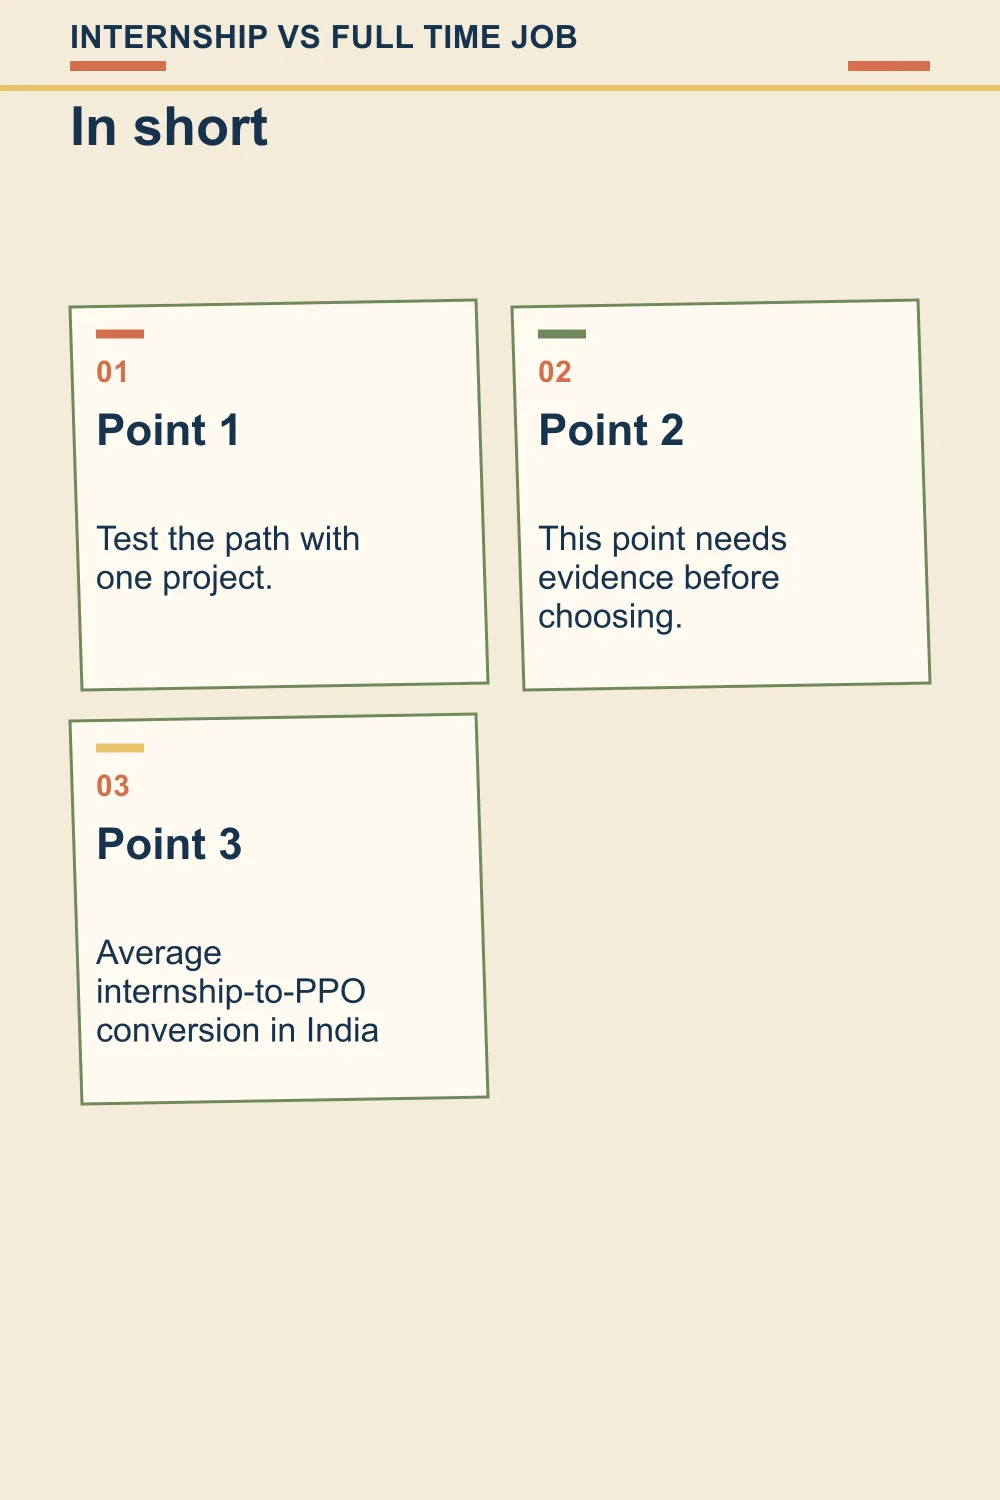 INTERNSHIP VS FULL TIME JOB
In short
01
Point 1
Test the path with
one project.
02
Point 2
This point needs
evidence before
choosing.
03
Point 3
Average
internship-to-PPO
conversion in India